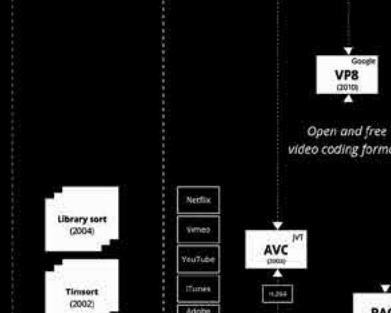 Google
VP8
(2010)
Open and free
video coding forma
Library sort
(2004)
Netflix
Vimeo
YouTube
iTunes
Adobe
JVT
AVC
(2003)
H.264
Timsort
(2002)